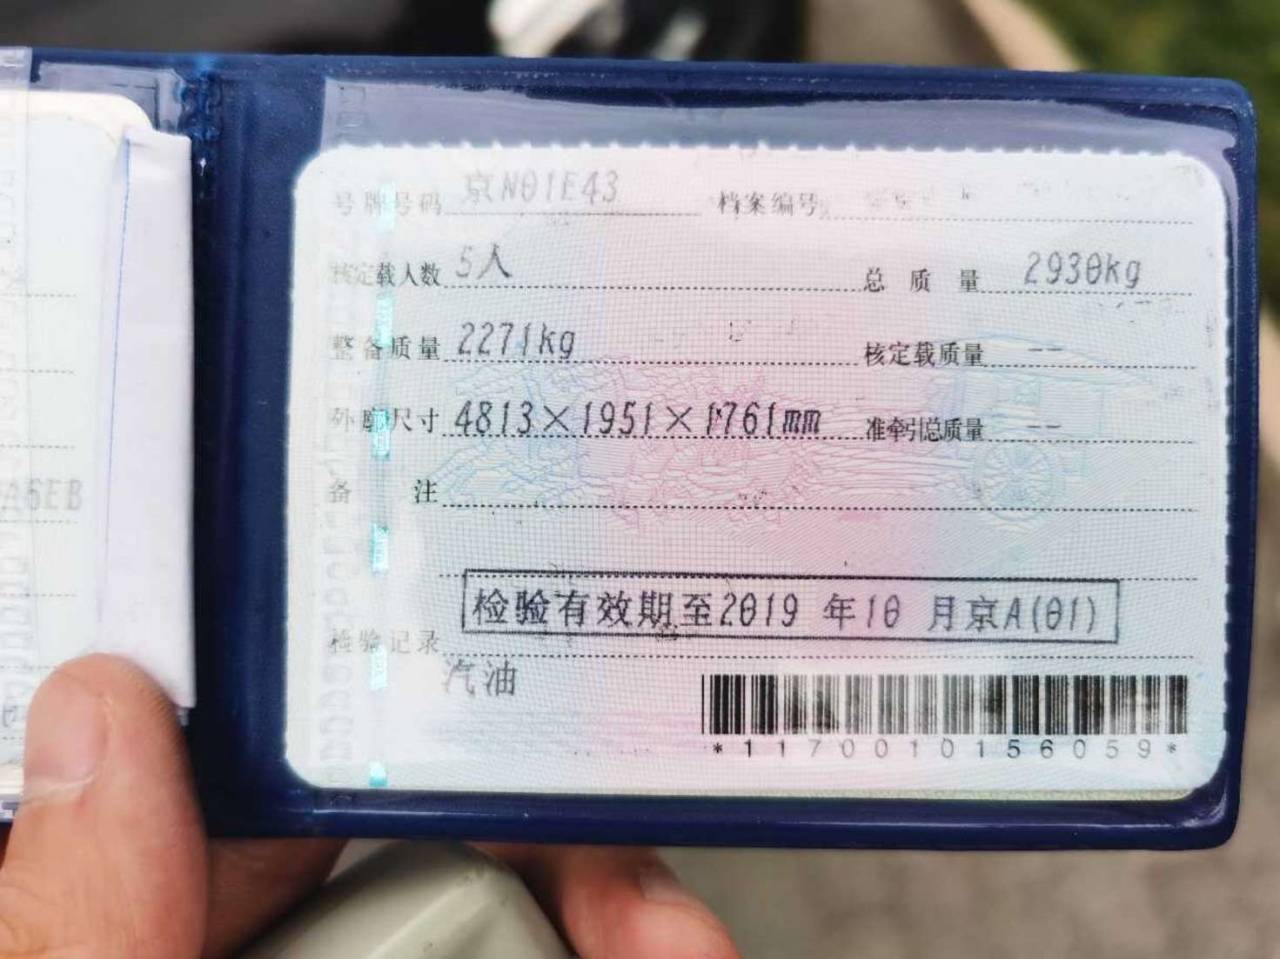 号牌号码 京N01E43 档案编号
核定载人数 5人 总质量 2930kg
整备质量 2271kg 核定载质量 --
外廓尺寸 4813×1951×1761mm 准牵引总质量 --
备注
检验有效期至2019 年10 月京A(01)
检验记录
汽油
*1170010156059*
A6EB